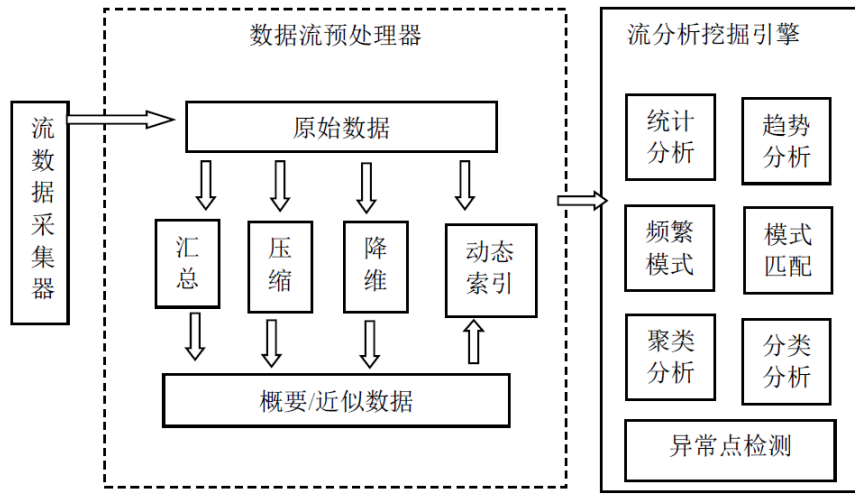 数据流预处理器
流分析挖掘引擎
流数据采集器
原始数据
汇总
压缩
降维
动态
索引
概要/近似数据
统计
分析
趋势
分析
频繁
模式
模式
匹配
聚类
分析
分类
分析
异常点检测